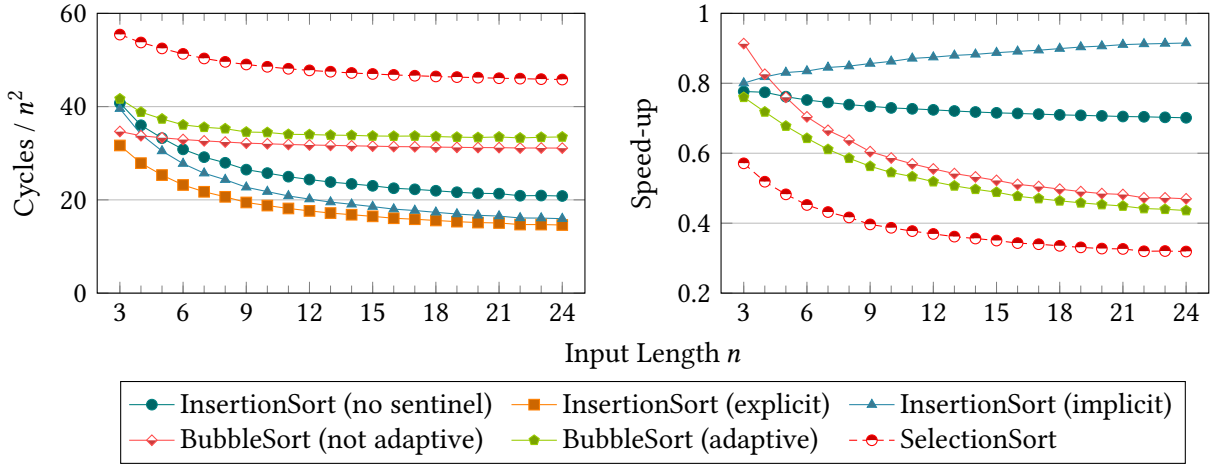 Cycles / n²
60
40
20
0
3 6 9 12 15 18 21 24
Speed-up
1
0.8
0.6
0.4
0.2
3 6 9 12 15 18 21 24
Input Length n
InsertionSort (no sentinel) InsertionSort (explicit) InsertionSort (implicit)
BubbleSort (not adaptive) BubbleSort (adaptive) SelectionSort